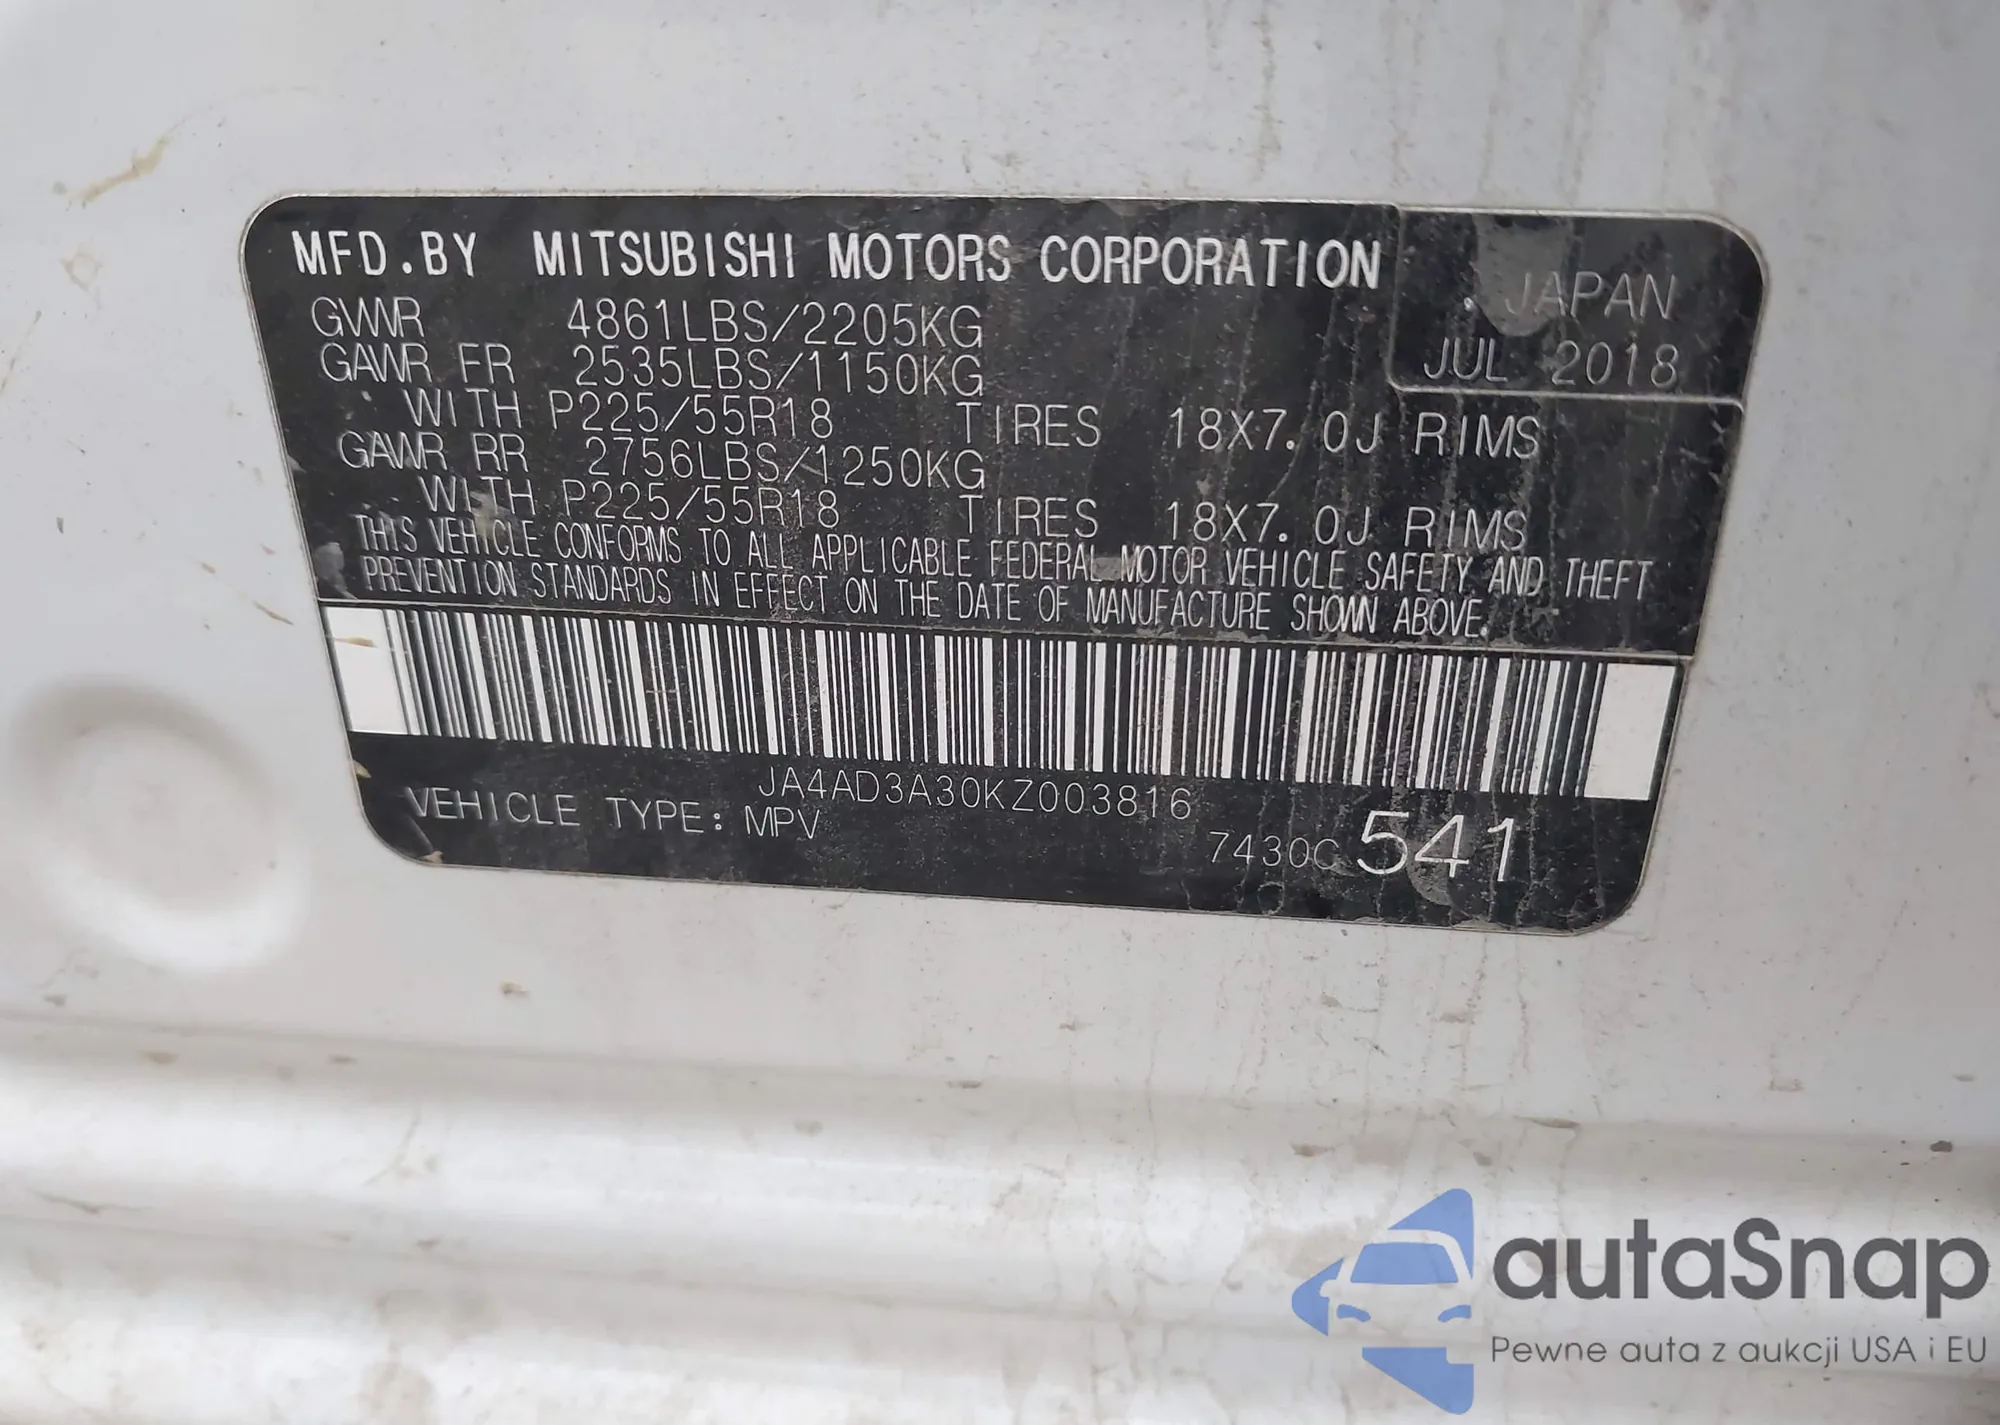 MFD.BY MITSUBISHI MOTORS CORPORATION
JAPAN
GVWR 4861LBS/2205KG
JUL 2018
GAWR FR 2535LBS/1150KG
WITH P225/55R18 TIRES 18X7.0J RIMS
GAWR RR 2756LBS/1250KG
WITH P225/55R18 TIRES 18X7.0J RIMS
THIS VEHICLE CONFORMS TO ALL APPLICABLE FEDERAL MOTOR VEHICLE SAFETY AND THEFT
PREVENTION STANDARDS IN EFFECT ON THE DATE OF MANUFACTURE SHOWN ABOVE.
JA4AD3A30KZ003816
VEHICLE TYPE: MPV
7430C 541
autaSnap
Pewne auta z aukcji USA i EU